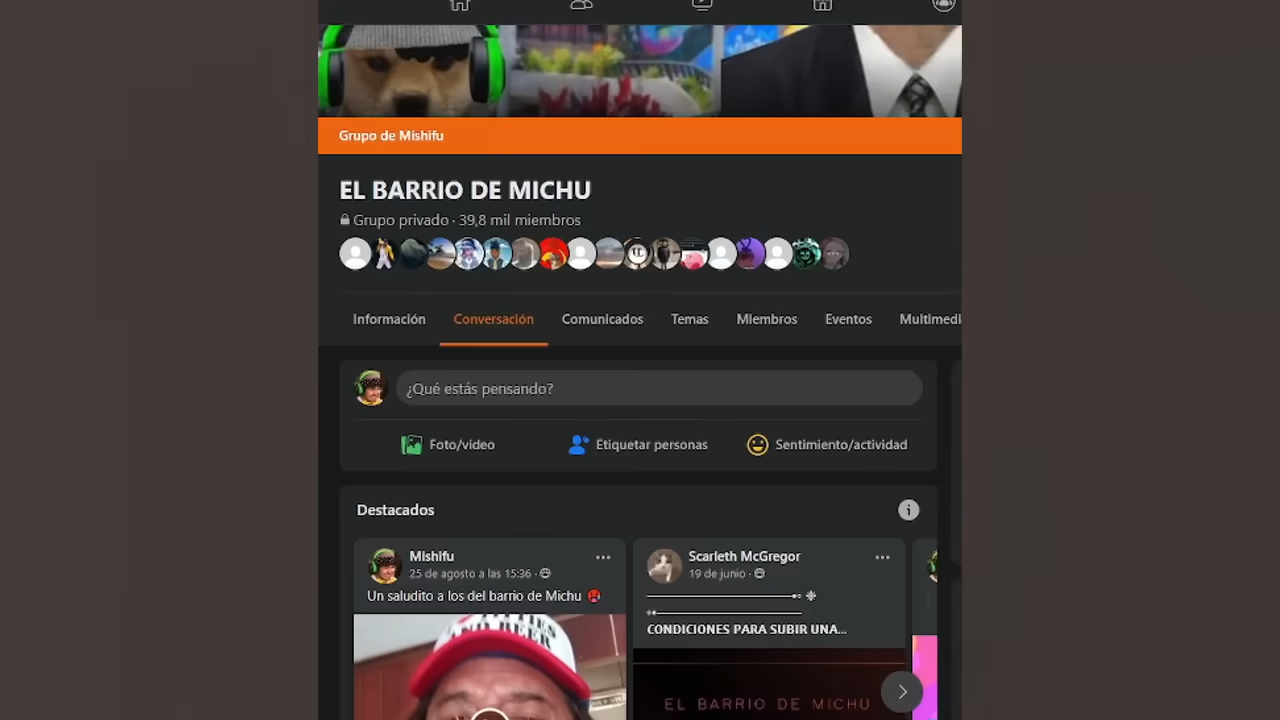 Grupo de Mishifu
EL BARRIO DE MICHU
Grupo privado · 39,8 mil miembros
Información Conversación Comunicados Temas Miembros Eventos Multimedi
¿Qué estás pensando?
Foto/video Etiquetar personas Sentimiento/actividad
Destacados
Mishifu
25 de agosto a las 15:36 ·
Un saludito a los del barrio de Michu
Scarleth McGregor
19 de junio ·
CONDICIONES PARA SUBIR UNA...
EL BARRIO DE MICHU